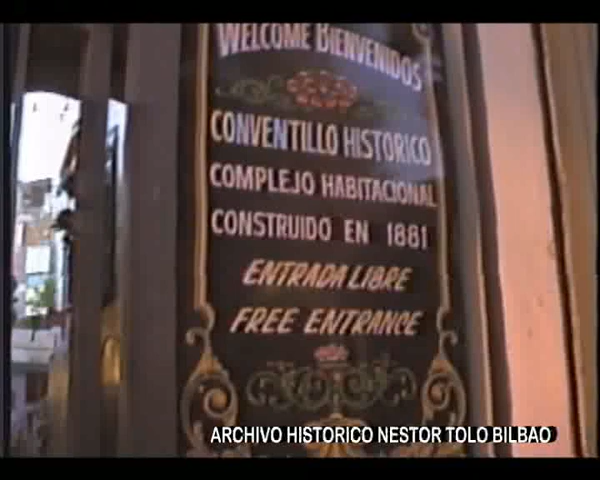 WELCOME BIENVENIDOS
CONVENTILLO HISTORICO
COMPLEJO HABITACIONAL
CONSTRUIDO EN 1881
ENTRADA LIBRE
FREE ENTRANCE
ARCHIVO HISTORICO NESTOR TOLO BILBAO